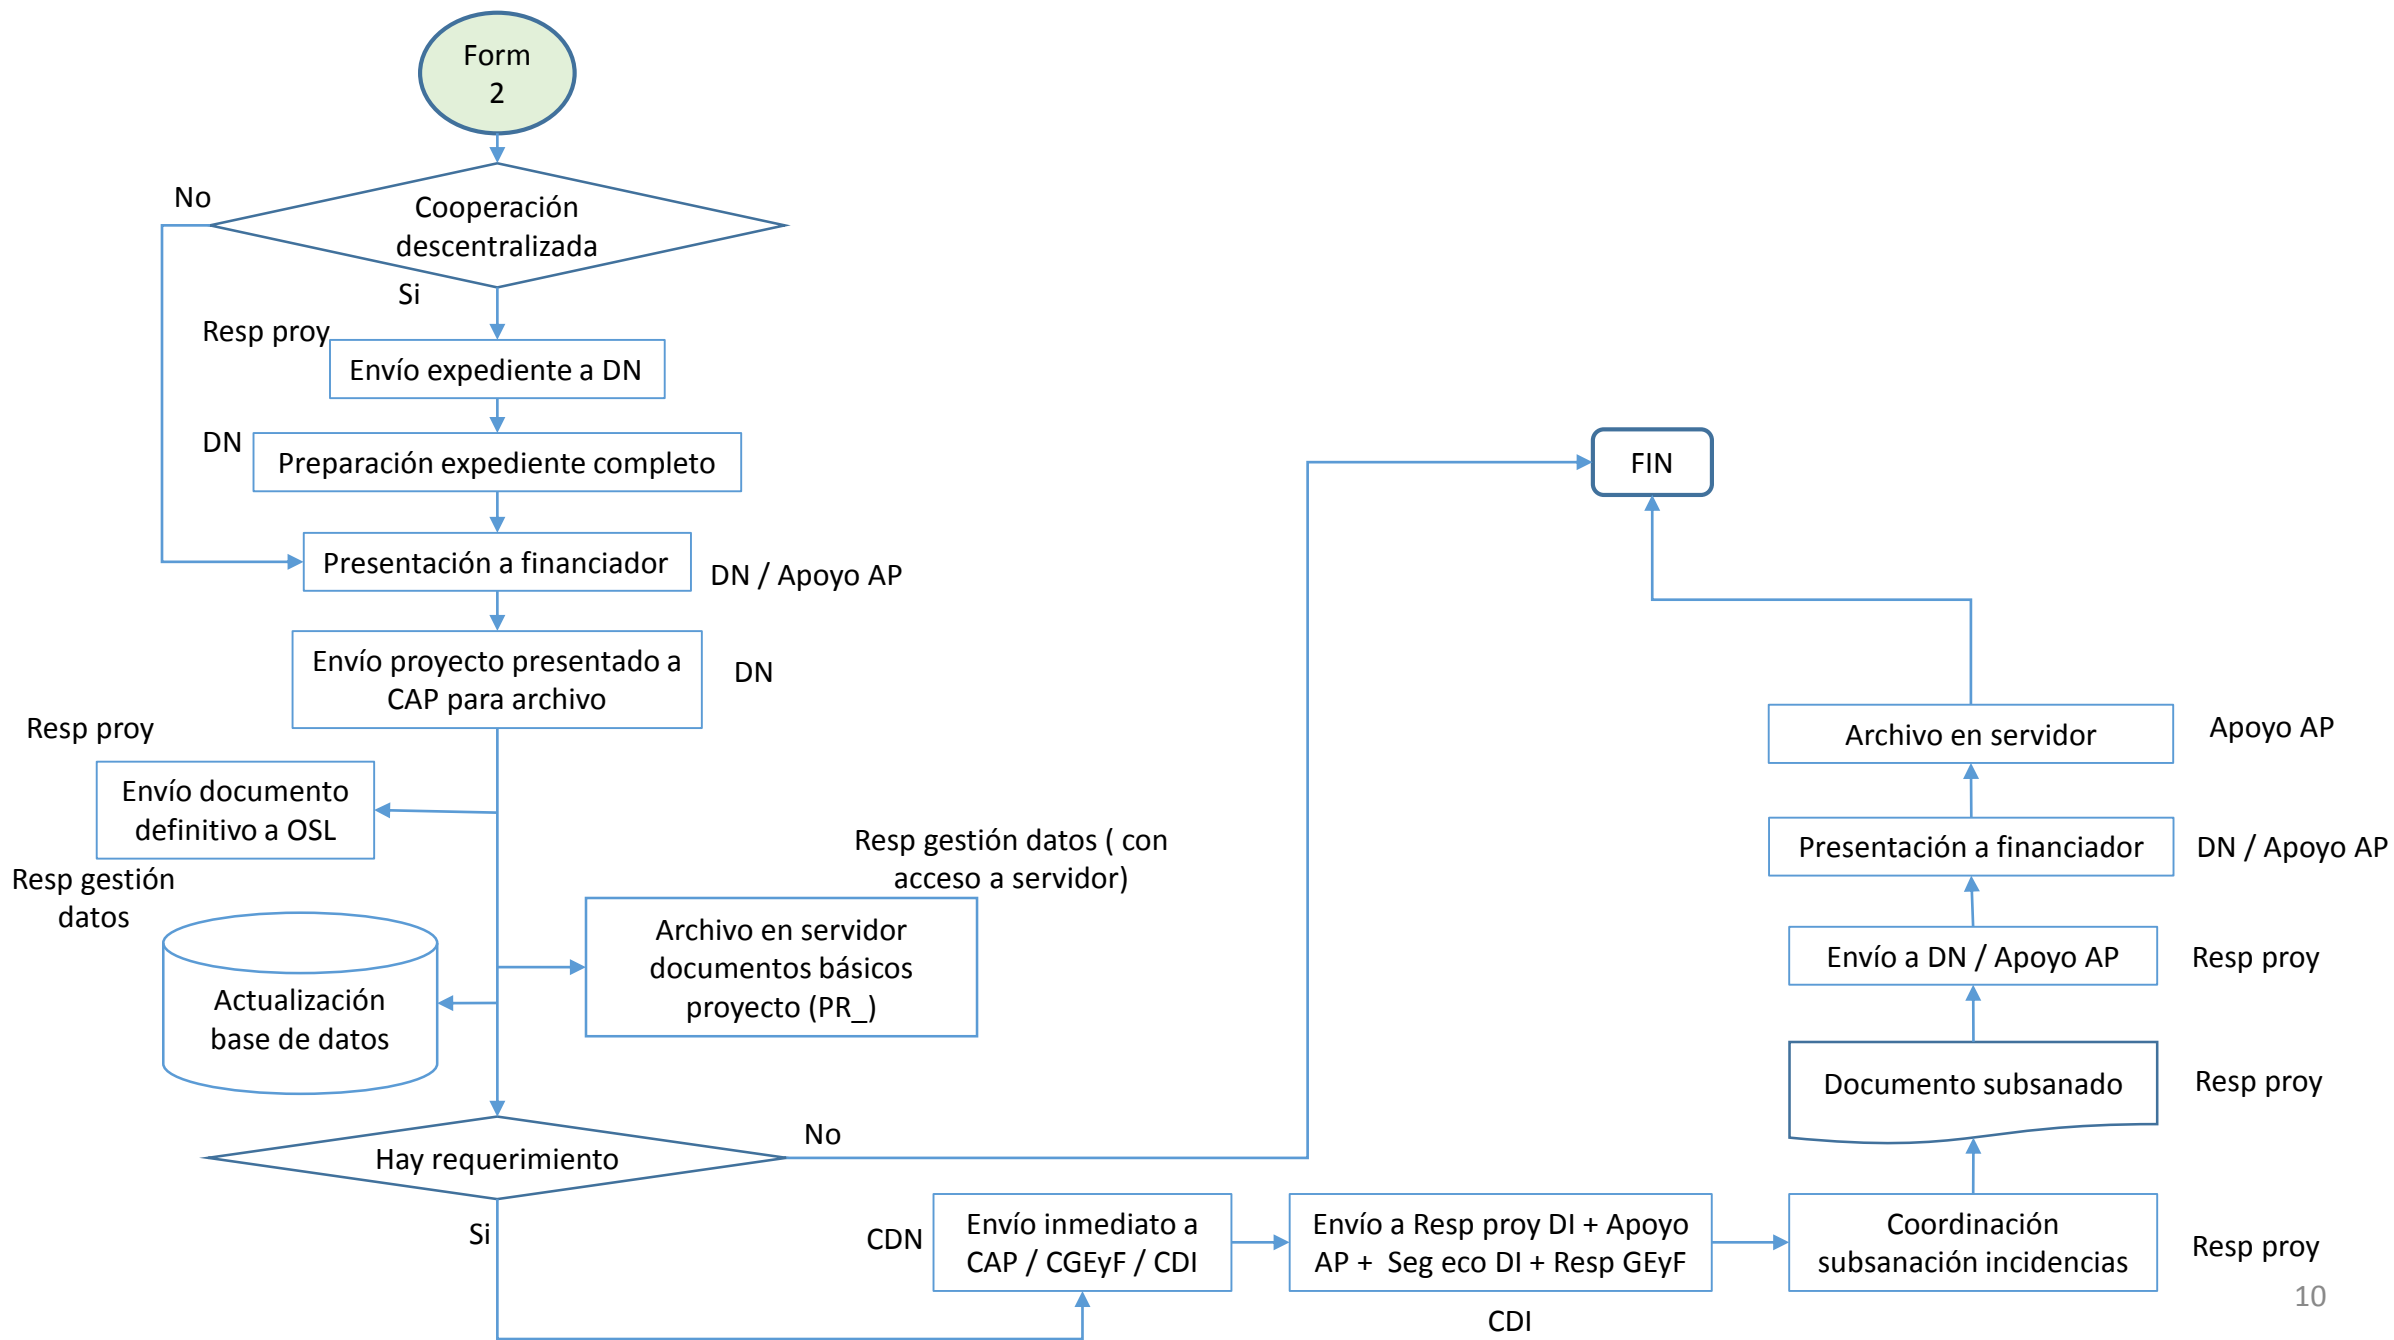 Form
2
No
Cooperación
descentralizada
Si
Resp proy
Envío expediente a DN
DN
Preparación expediente completo
FIN
Presentación a financiador
DN / Apoyo AP
Envío proyecto presentado a
CAP para archivo
DN
Resp proy
Envío documento
definitivo a OSL
Resp gestión
datos
Actualización
base de datos
Resp gestión datos ( con
acceso a servidor)
Archivo en servidor
documentos básicos
proyecto (PR_)
Hay requerimiento
No
Si
CDN
Envío inmediato a
CAP / CGEyF / CDI
Envío a Resp proy DI + Apoyo
AP +  Seg eco DI + Resp GEyF
CDI
Coordinación
subsanación incidencias
Resp proy
Documento subsanado
Resp proy
Envío a DN / Apoyo AP
Resp proy
Presentación a financiador
DN / Apoyo AP
Archivo en servidor
Apoyo AP
10